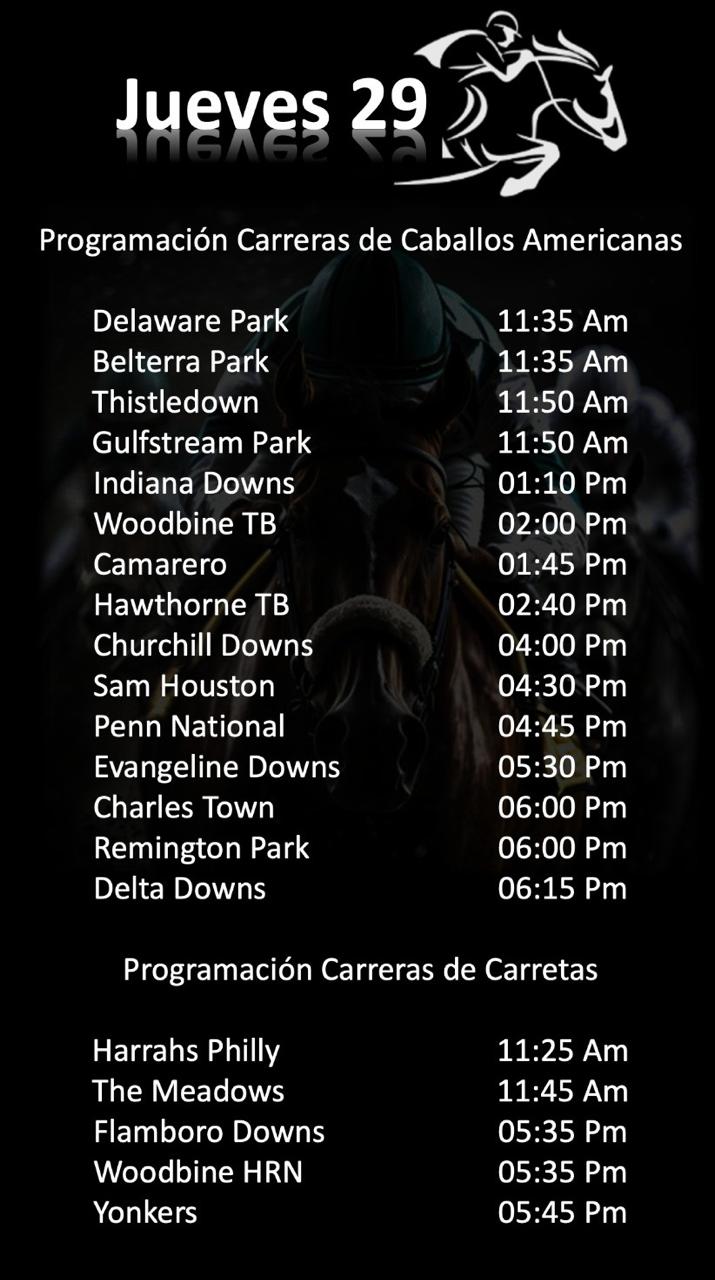 Jueves 29
Programación Carreras de Caballos Americanas
Delaware Park 11:35 Am
Belterra Park 11:35 Am
Thistledown 11:50 Am
Gulfstream Park 11:50 Am
Indiana Downs 01:10 Pm
Woodbine TB 02:00 Pm
Camarero 01:45 Pm
Hawthorne TB 02:40 Pm
Churchill Downs 04:00 Pm
Sam Houston 04:30 Pm
Penn National 04:45 Pm
Evangeline Downs 05:30 Pm
Charles Town 06:00 Pm
Remington Park 06:00 Pm
Delta Downs 06:15 Pm
Programación Carreras de Carretas
Harrahs Philly 11:25 Am
The Meadows 11:45 Am
Flamboro Downs 05:35 Pm
Woodbine HRN 05:35 Pm
Yonkers 05:45 Pm